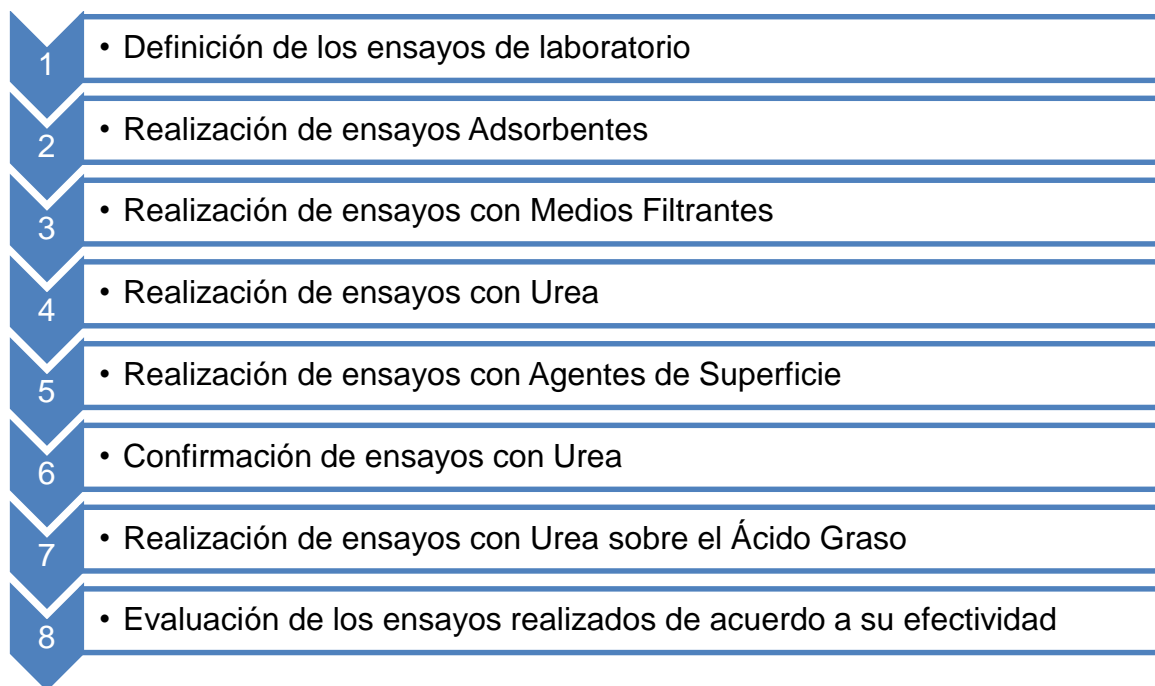 1 • Definición de los ensayos de laboratorio
2 • Realización de ensayos Adsorbentes
3 • Realización de ensayos con Medios Filtrantes
4 • Realización de ensayos con Urea
5 • Realización de ensayos con Agentes de Superficie
6 • Confirmación de ensayos con Urea
7 • Realización de ensayos con Urea sobre el Ácido Graso
8 • Evaluación de los ensayos realizados de acuerdo a su efectividad